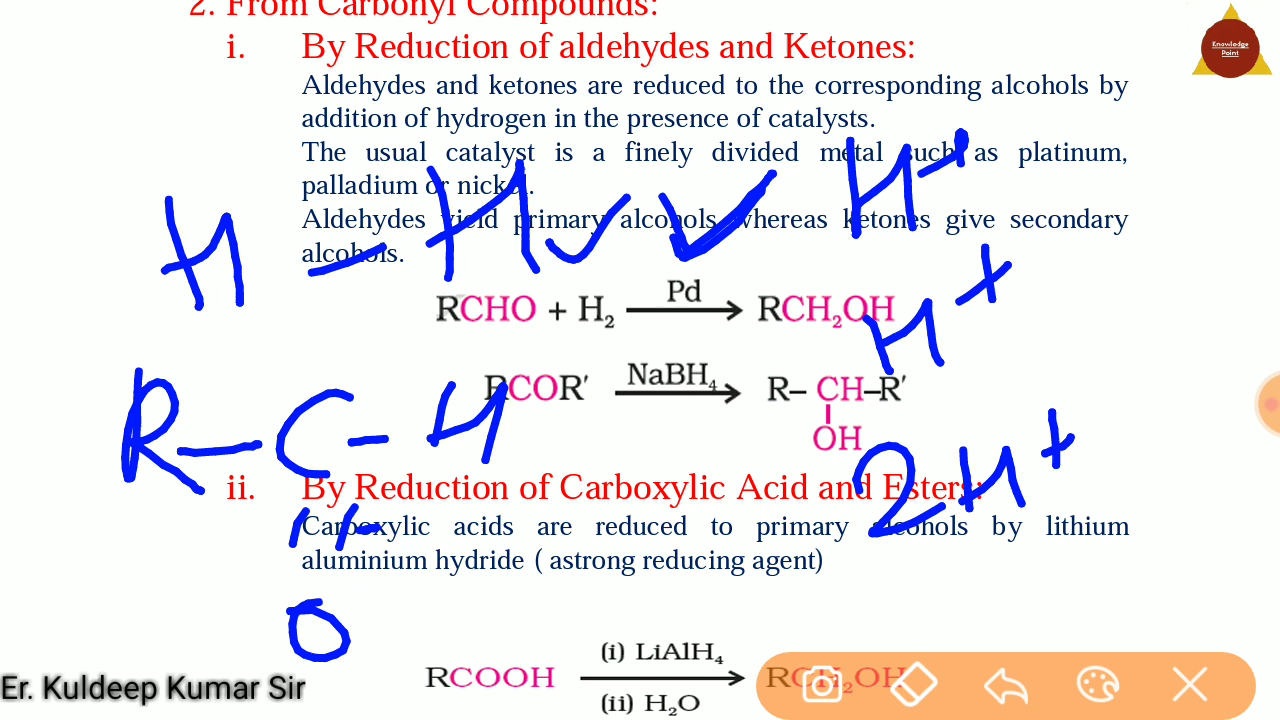 2. From Carbonyl Compounds:
i. By Reduction of aldehydes and Ketones:
Knowledge
Point
Aldehydes and ketones are reduced to the corresponding alcohols by
addition of hydrogen in the presence of catalysts.
The usual catalyst is a finely divided metal such as platinum,
palladium or nickel.
Aldehydes yield primary alcohols whereas ketones give secondary
alcohols.
H – H
H+
RCHO + H₂ Pd RCH₂OH
H+
RCOR′ NaBH₄ R– CH–R′
OH
R – C – H
O
2H+
ii. By Reduction of Carboxylic Acid and Esters:
Carboxylic acids are reduced to primary alcohols by lithium
aluminium hydride ( astrong reducing agent)
RCOOH (i) LiAlH₄ RCH₂OH
(ii) H₂O
Er. Kuldeep Kumar Sir